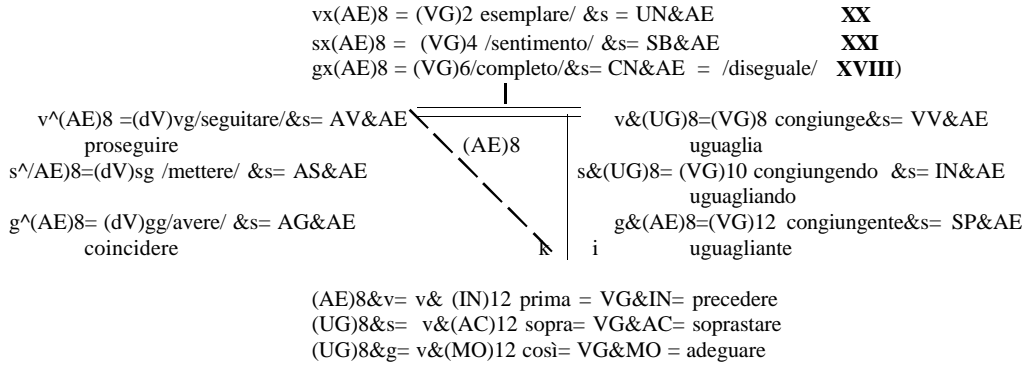 vx(AE)8 = (VG)2 esemplare/ &s = UN&AE XX
sx(AE)8 = (VG)4 /sentimento/ &s= SB&AE XXI
gx(AE)8 = (VG)6/completo/&s= CN&AE = /diseguale/ XVIII)
v^(AE)8 =(dV)vg/seguitare/&s= AV&AE
proseguire
s^/AE)8=(dV)sg /mettere/ &s= AS&AE
g^(AE)8= (dV)gg/avere/ &s= AG&AE
coincidere
(AE)8
k i
v&(UG)8=(VG)8 congiunge&s= VV&AE
uguaglia
s&(UG)8= (VG)10 congiungendo &s= IN&AE
uguagliando
g&(AE)8=(VG)12 congiungente&s= SP&AE
uguagliante
(AE)8&v= v& (IN)12 prima = VG&IN= precedere
(UG)8&s= v&(AC)12 sopra= VG&AC= soprastare
(UG)8&g= v&(MO)12 così= VG&MO = adeguare